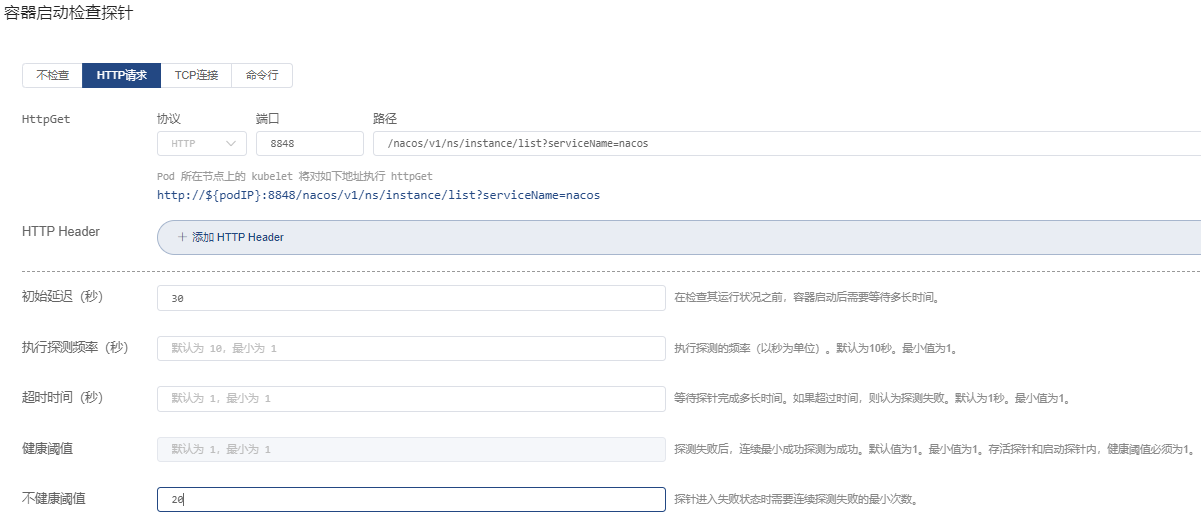 容器启动检查探针
不检查 HTTP请求 TCP连接 命令行
HttpGet 协议 端口 路径
HTTP 8848 /nacos/v1/ns/instance/list?serviceName=nacos
Pod 所在节点上的 kubelet 将对如下地址执行 httpGet
http://${podIP}:8848/nacos/v1/ns/instance/list?serviceName=nacos
HTTP Header + 添加 HTTP Header
初始延迟（秒） 30 在检查其运行状况之前，容器启动后需要等待多长时间。
执行探测频率（秒） 默认为 10，最小为 1 执行探测的频率（以秒为单位）。默认为10秒。最小值为1。
超时时间（秒） 默认为 1，最小为 1 等待探针完成多长时间。如果超过时间，则认为探测失败。默认为1秒。最小值为1。
健康阈值 默认为 1，最小为 1 探测失败后，连续最小成功探测为成功。默认值为1。最小值为1。存活探针和启动探针内，健康阈值必须为1。
不健康阈值 20 探针进入失败状态时需要连续探测失败的最小次数。